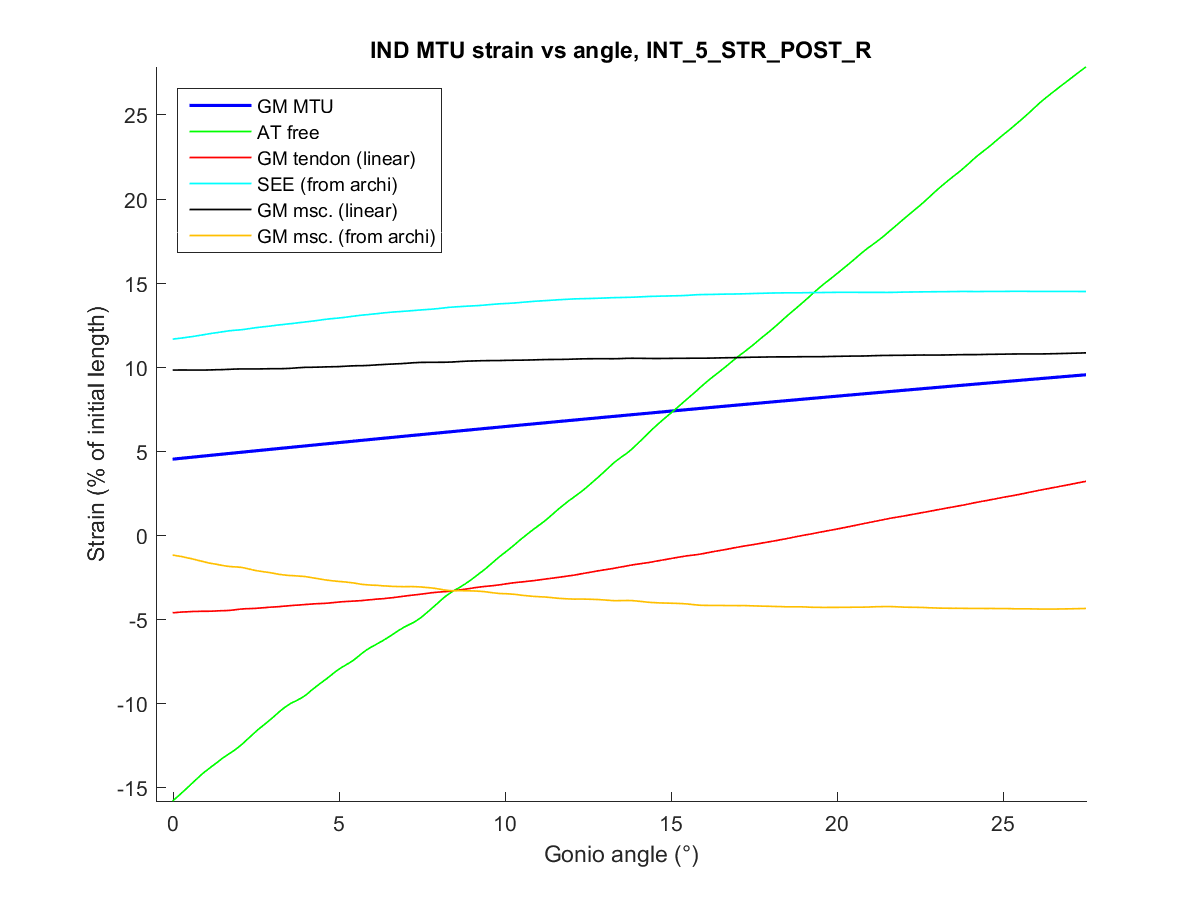 IND MTU strain vs angle, INT_5_STR_POST_R
GM MTU
AT free
GM tendon (linear)
SEE (from archi)
GM msc. (linear)
GM msc. (from archi)
Strain (% of initial length)
25
20
15
10
5
0
-5
-10
-15
0 5 10 15 20 25
Gonio angle (°)